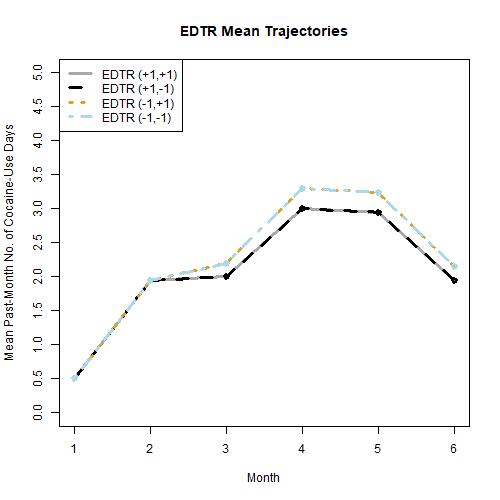 EDTR Mean Trajectories
EDTR (+1,+1)
EDTR (+1,-1)
EDTR (-1,+1)
EDTR (-1,-1)
Mean Past-Month No. of Cocaine-Use Days
5.0
4.5
4.0
3.5
3.0
2.5
2.0
1.5
1.0
0.5
0.0
1 2 3 4 5 6
Month